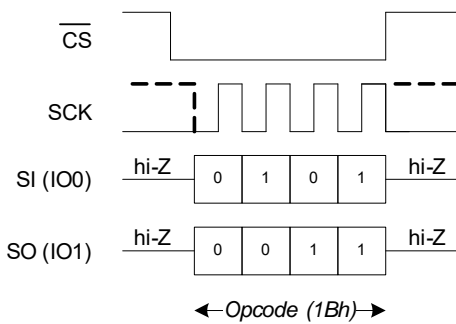 CS
SCK
hi-Z hi-Z
SI (IO0) 0 1 0 1
hi-Z hi-Z
SO (IO1) 0 0 1 1
Opcode (1Bh)